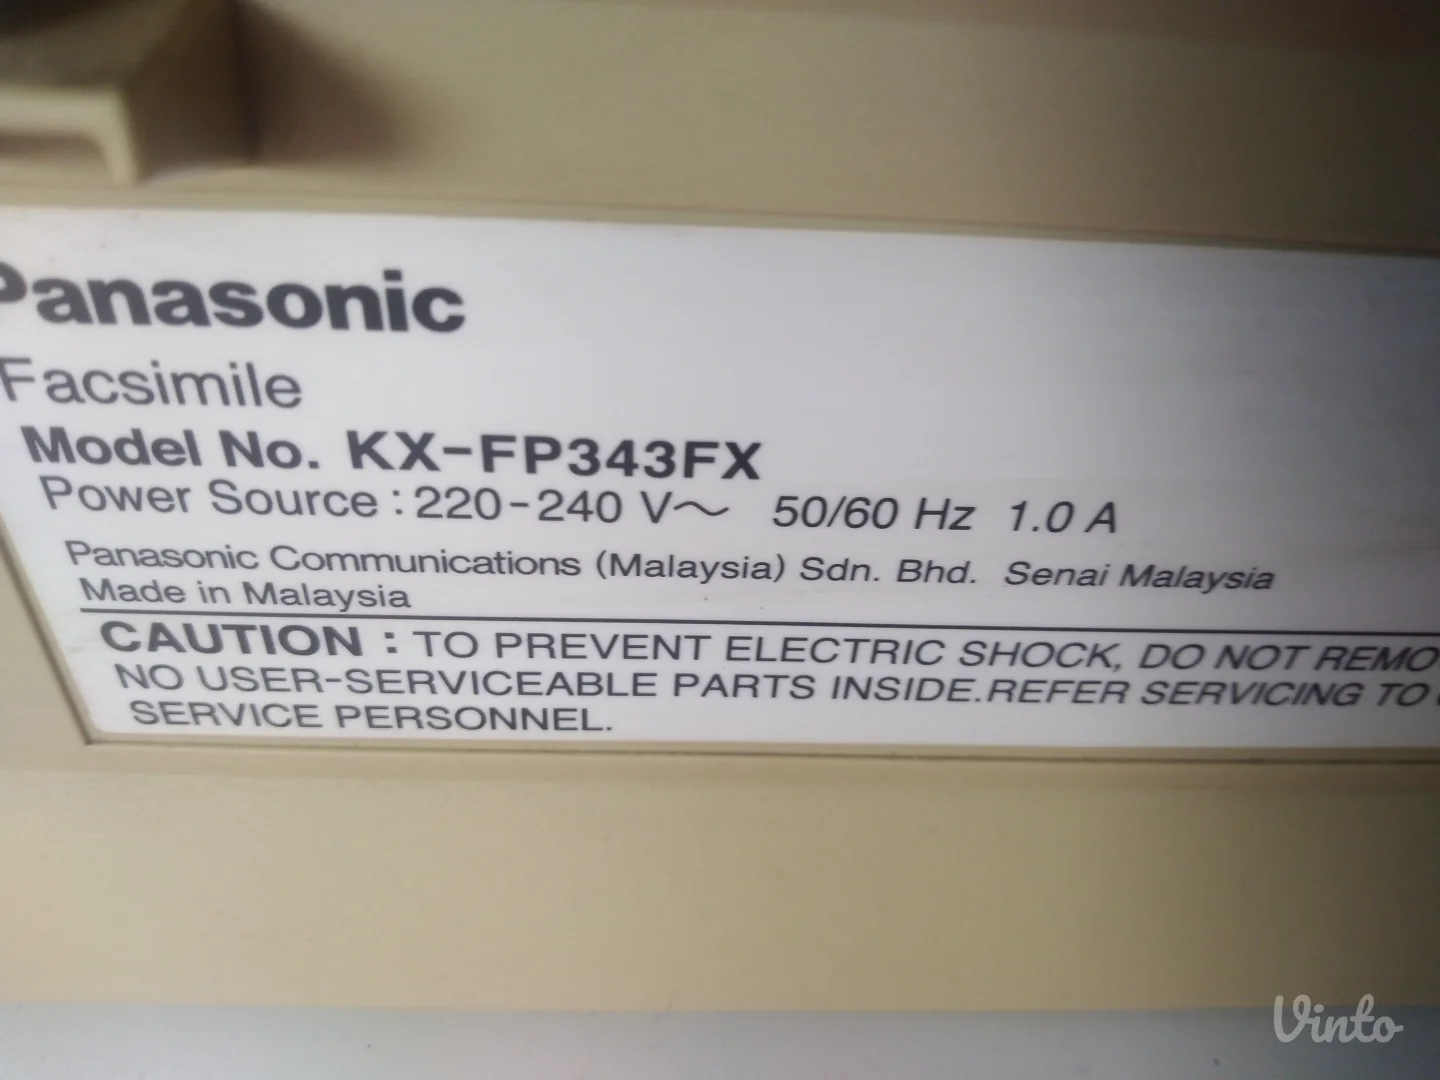 Panasonic
Facsimile
Model No. KX-FP343FX
Power Source : 220-240 V～ 50/60 Hz 1.0 A
Panasonic Communications (Malaysia) Sdn. Bhd. Senai Malaysia
Made in Malaysia
CAUTION : TO PREVENT ELECTRIC SHOCK, DO NOT REMO
NO USER-SERVICEABLE PARTS INSIDE.REFER SERVICING TO
SERVICE PERSONNEL.
Vinto